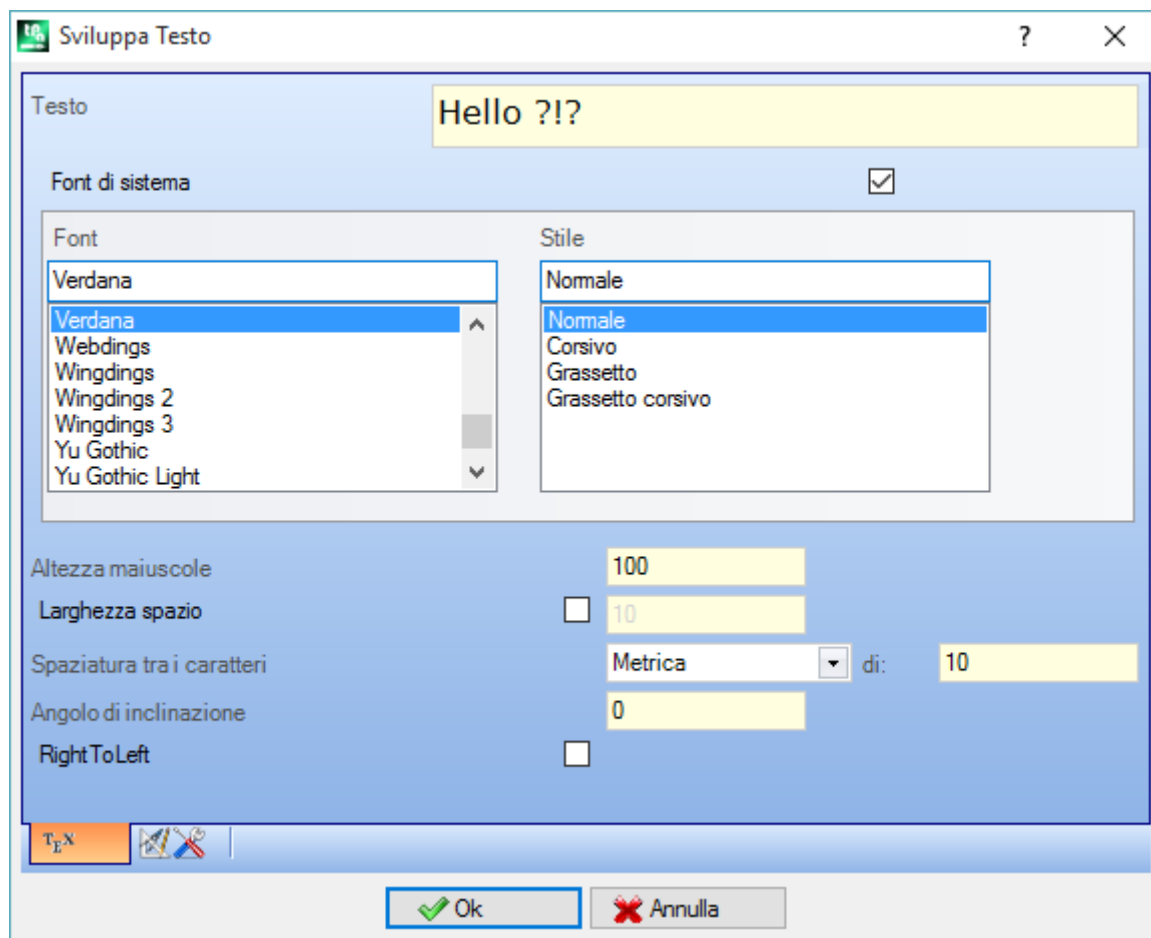 Sviluppa Testo
?
Testo
Hello ?!?
Font di sistema
Font
Stile
Verdana
Normale
Verdana
Webdings
Wingdings
Wingdings 2
Wingdings 3
Yu Gothic
Yu Gothic Light
Normale
Corsivo
Grassetto
Grassetto corsivo
Altezza maiuscole
100
Larghezza spazio
10
Spaziatura tra i caratteri
Metrica
di:
10
Angolo di inclinazione
0
RightToLeft
TEX
Ok
Annulla